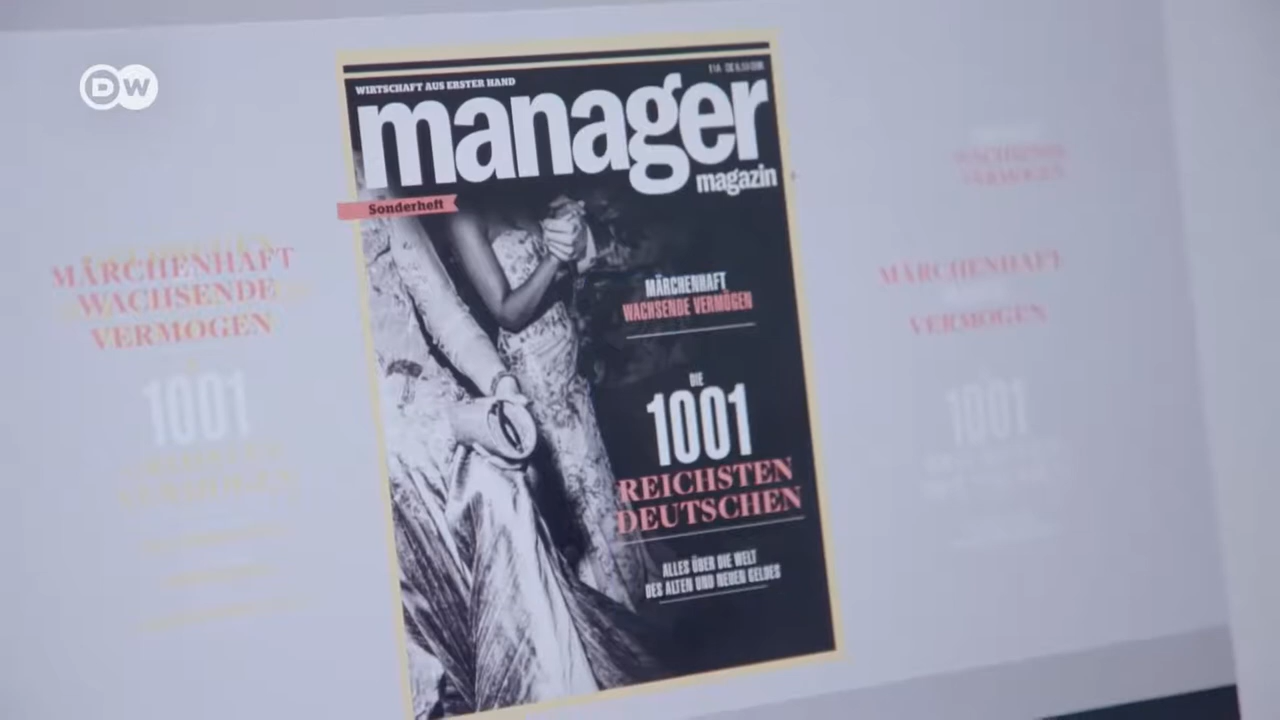 DW
WIRTSCHAFT AUS ERSTER HAND
manager
magazin
Sonderheft
MÄRCHENHAFT
WACHSENDE VERMÖGEN
DIE
1001
REICHSTEN
DEUTSCHEN
ALLES ÜBER DIE WELT
DES ALTEN UND NEUEN GELDES
MÄRCHENHAFT
WACHSENDE
VERMÖGEN
1001
MÄRCHENHAFT
VERMÖGEN
1001